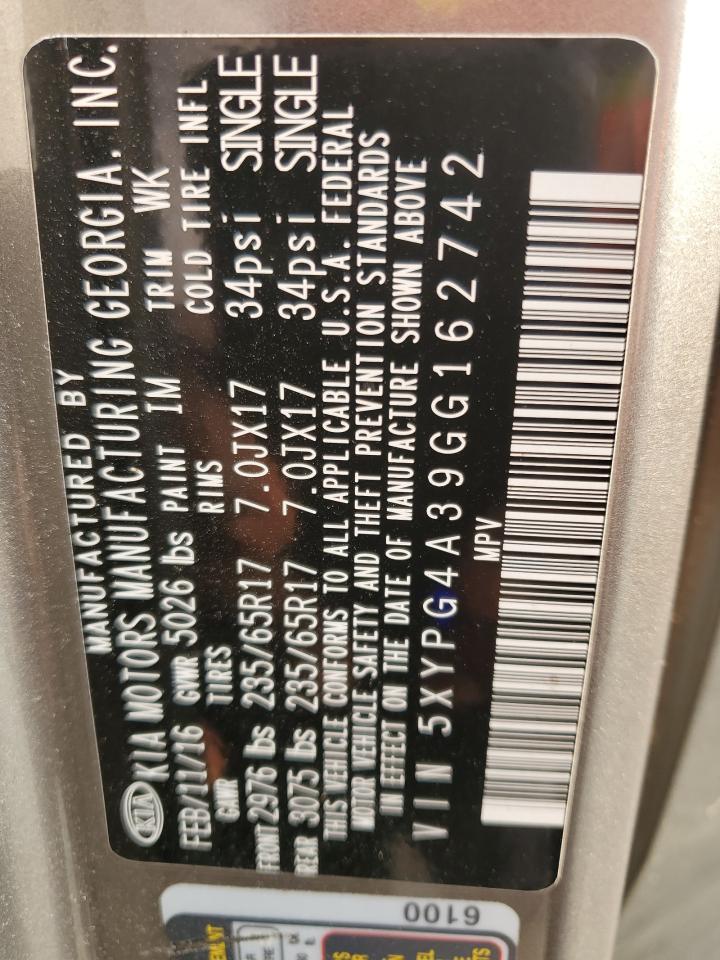 MANUFACTURED BY
KIA KIA MOTORS MANUFACTURING GEORGIA. INC.
FEB/11/16 GVWR 5026 lbs PAINT IM TRIM WK
GAWR TIRES RIMS COLD TIRE INFL
FRONT 2976 lbs 235/65R17 7.0JX17 34psi SINGLE
REAR 3075 lbs 235/65R17 7.0JX17 34psi SINGLE
THIS VEHICLE CONFORMS TO ALL APPLICABLE U.S.A. FEDERAL
MOTOR VEHICLE SAFETY AND THEFT PREVENTION STANDARDS
IN EFFECT ON THE DATE OF MANUFACTURE SHOWN ABOVE
VIN 5XYPG4A39GG162742
MPV
6100